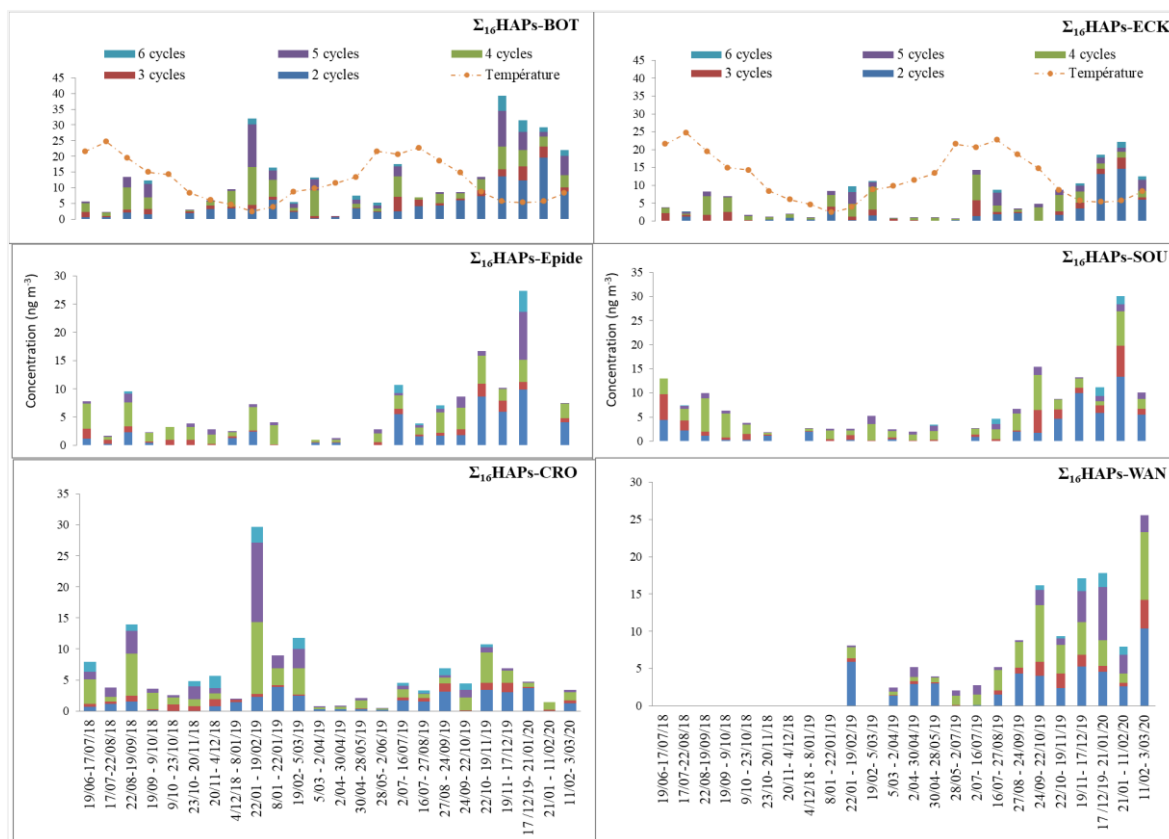 Σ₁₆HAPs-BOT
6 cycles 5 cycles 4 cycles
3 cycles 2 cycles Température
45
40
35
30
25
20
15
10
5
0
Σ₁₆HAPs-ECK
6 cycles 5 cycles 4 cycles
3 cycles 2 cycles Température
45
40
35
30
25
20
15
10
5
0
Σ₁₆HAPs-Epide
Concentration (ng m⁻³)
30
25
20
15
10
5
0
Σ₁₆HAPs-SOU
Concentration (ng m⁻³)
35
30
25
20
15
10
5
0
Σ₁₆HAPs-CRO
35
30
25
20
15
10
5
0
19/06-17/07/18
17/07-22/08/18
22/08-19/09/18
19/09 - 9/10/18
9/10 - 23/10/18
23/10- 20/11/18
20/11- 4/12/18
4/12/18 - 8/01/19
22/01 - 19/02/19
8/01 - 22/01/19
19/02- 5/03/19
5/03 - 2/04/19
2/04 - 30/04/19
30/04 - 28/05/19
28/05 - 20/06/19
2/07- 16/07/19
16/07 - 27/08/19
27/08 - 24/09/19
24/09 - 22/10/19
22/10 - 19/11/19
19/11- 17/12/19
17 /12/19- 21/01/20
21/01 - 11/02/20
11/02- 3/03/20
Σ₁₆HAPs-WAN
30
25
20
15
10
5
0
19/06-17/07/18
17/07-22/08/18
22/08-19/09/18
19/09 - 9/10/18
9/10 - 23/10/18
23/10- 20/11/18
20/11- 4/12/18
4/12/18 - 8/01/19
8/01 - 22/01/19
22/01 - 19/02/19
19/02- 5/03/19
5/03 - 2/04/19
2/04 - 30/04/19
30/04 - 28/05/19
28/05 - 2/07/19
2/07 - 16/07/19
16/07 - 27/08/19
27/08 - 24/09/19
24/09 - 22/10/19
22/10 - 19/11/19
19/11- 17/12/19
17 /12/19- 21/01/20
21/01 - 11/02/20
11/02- 3/03/20